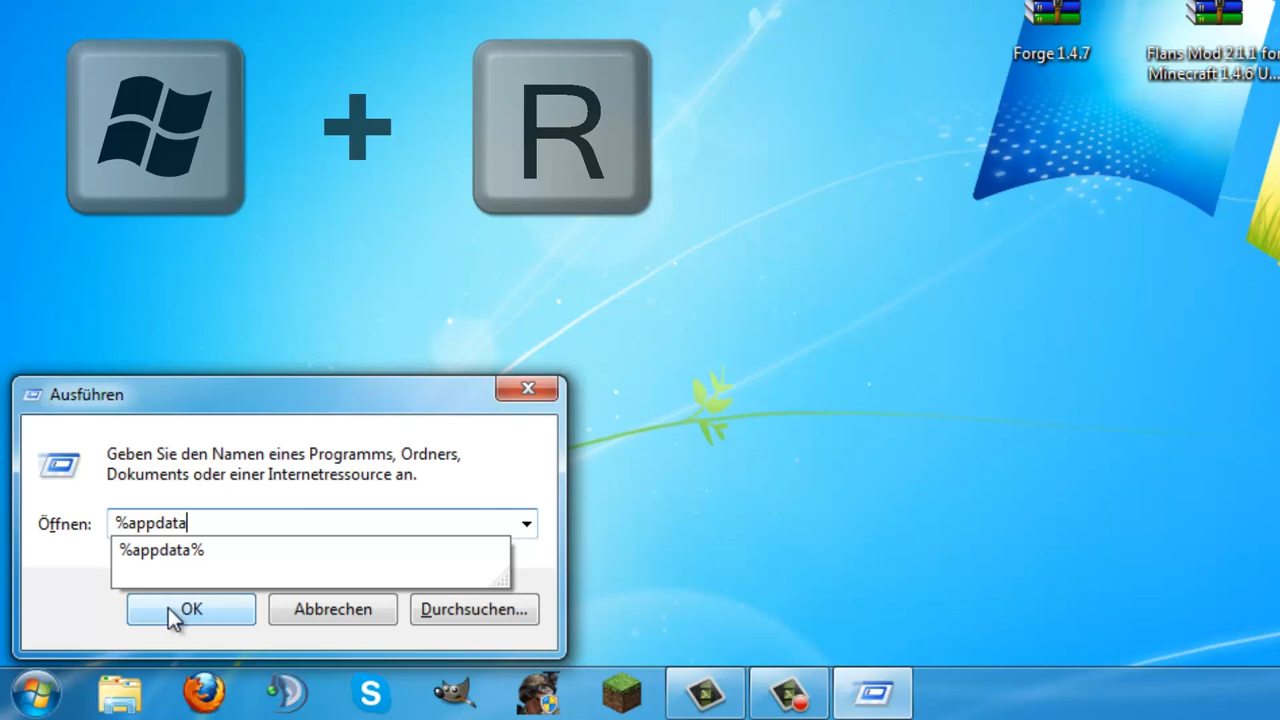 R
Forge 1.4.7
Flans Mod 2.1.1 for
Minecraft 1.4.6 U...
Ausführen
Geben Sie den Namen eines Programms, Ordners,
Dokuments oder einer Internetressource an.
Öffnen: %appdata
%appdata%
OK Abbrechen Durchsuchen...
S